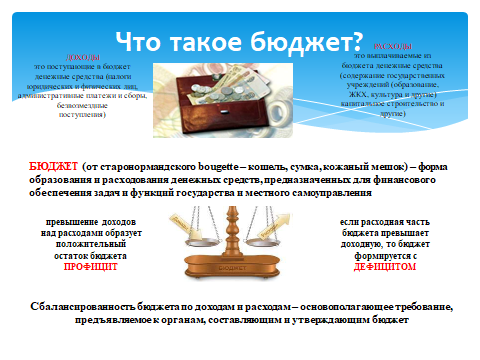 Что такое бюджет?
ДОХОДЫ
это поступающие в бюджет
денежные средства (налоги
юридических и физических лиц,
административные платежи и сборы,
безвозмездные
поступления)
РАСХОДЫ
это выплачиваемые из
бюджета денежные средства
(содержание государственных
учреждений (образование,
ЖКХ, культура и другие)
капитальное строительство и
другие)
БЮДЖЕТ (от старонормандского bougette – кошель, сумка, кожаный мешок) – форма
образования и расходования денежных средств, предназначенных для финансового
обеспечения задач и функций государства и местного самоуправления
превышение доходов
над расходами образует
положительный
остаток бюджета
ПРОФИЦИТ
БЮДЖЕТ
если расходная часть
бюджета превышает
доходную, то бюджет
формируется с
ДЕФИЦИТОМ
Сбалансированность бюджета по доходам и расходам – основополагающее требование,
предъявляемое к органам, составляющим и утверждающим бюджет